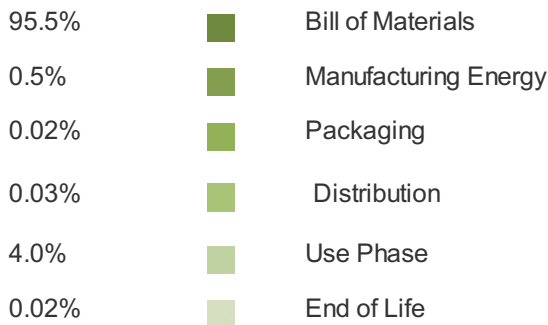 95.5% Bill of Materials
0.5% Manufacturing Energy
0.02% Packaging
0.03% Distribution
4.0% Use Phase
0.02% End of Life